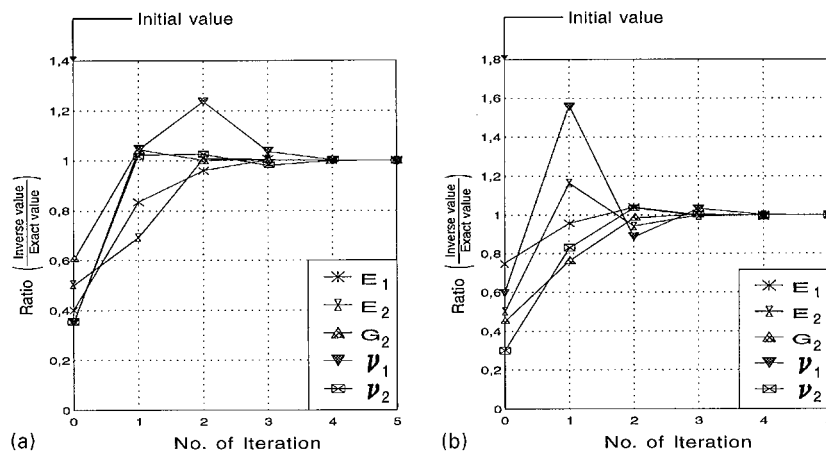 Initial value
1,4
1,2
1
0,8
0,6
0,4
0,2
0
0 1 2 3 4 5
Ratio (Inverse value / Exact value)
E1
E2
G2
ν1
ν2
(a)
No. of Iteration
Initial value
1,8
1,6
1,4
1,2
1
0,8
0,6
0,4
0,2
0
0 1 2 3 4 5
Ratio (Inverse value / Exact value)
E1
E2
G2
ν1
ν2
(b)
No. of Iteration